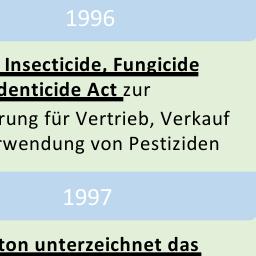 1996
Insecticide, Fungicide
denticide Act zur
rung für Vertrieb, Verkauf
rwendung von Pestiziden
1997
ton unterzeichnet das